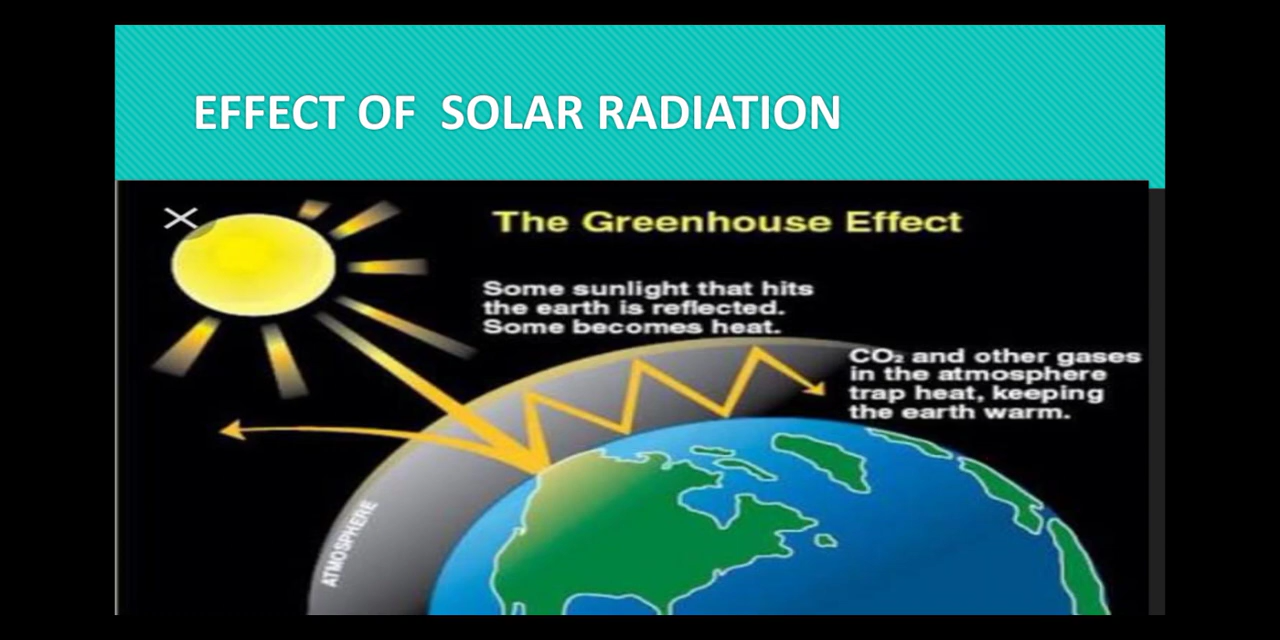 EFFECT OF  SOLAR RADIATION
The Greenhouse Effect
Some sunlight that hits
the earth is reflected.
Some becomes heat.
CO₂ and other gases
in the atmosphere
trap heat, keeping
the earth warm.
ATMOSPHERE